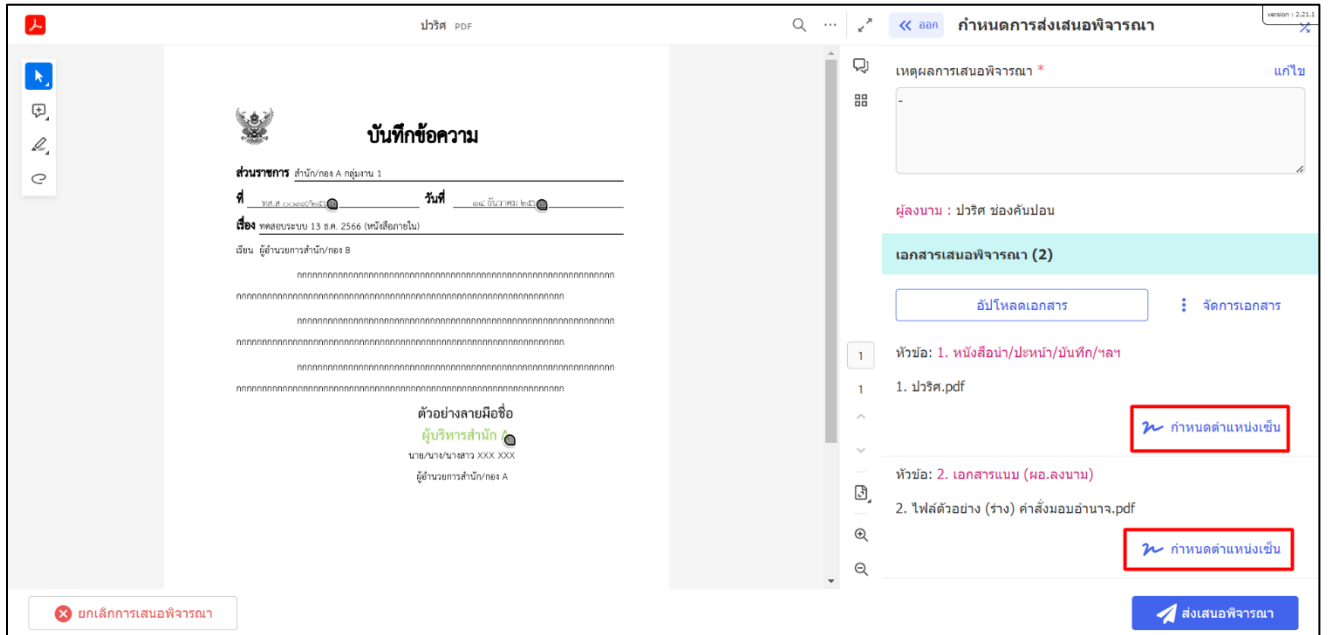 ปวริศ PDF
version : 2.21.1
ออก กำหนดการส่งเสนอพิจารณา
เหตุผลการเสนอพิจารณา * แก้ไข
-
ผู้ลงนาม : ปวริศ ช่องคันปอน
เอกสารเสนอพิจารณา (2)
อัปโหลดเอกสาร จัดการเอกสาร
หัวข้อ: 1. หนังสือนำ/ปะหน้า/บันทึก/ฯลฯ
1. ปวริศ.pdf
กำหนดตำแหน่งเซ็น
หัวข้อ: 2. เอกสารแนบ (ผอ.ลงนาม)
2. ไฟล์ตัวอย่าง (ร่าง) คำสั่งมอบอำนาจ.pdf
กำหนดตำแหน่งเซ็น
บันทึกข้อความ
ส่วนราชการ สำนัก/กอง A กลุ่มงาน 1
ที่ วันที่
เรื่อง ทดสอบระบบ 13 ธ.ค. 2566 (หนังสือภายใน)
เรียน ผู้อำนวยการสำนัก/กอง B
ตัวอย่างลายมือชื่อ
ผู้บริหารสำนัก
นาย/นาง/นางสาว XXX XXX
ผู้อำนวยการสำนัก/กอง A
1
1
ยกเลิกการเสนอพิจารณา
ส่งเสนอพิจารณา